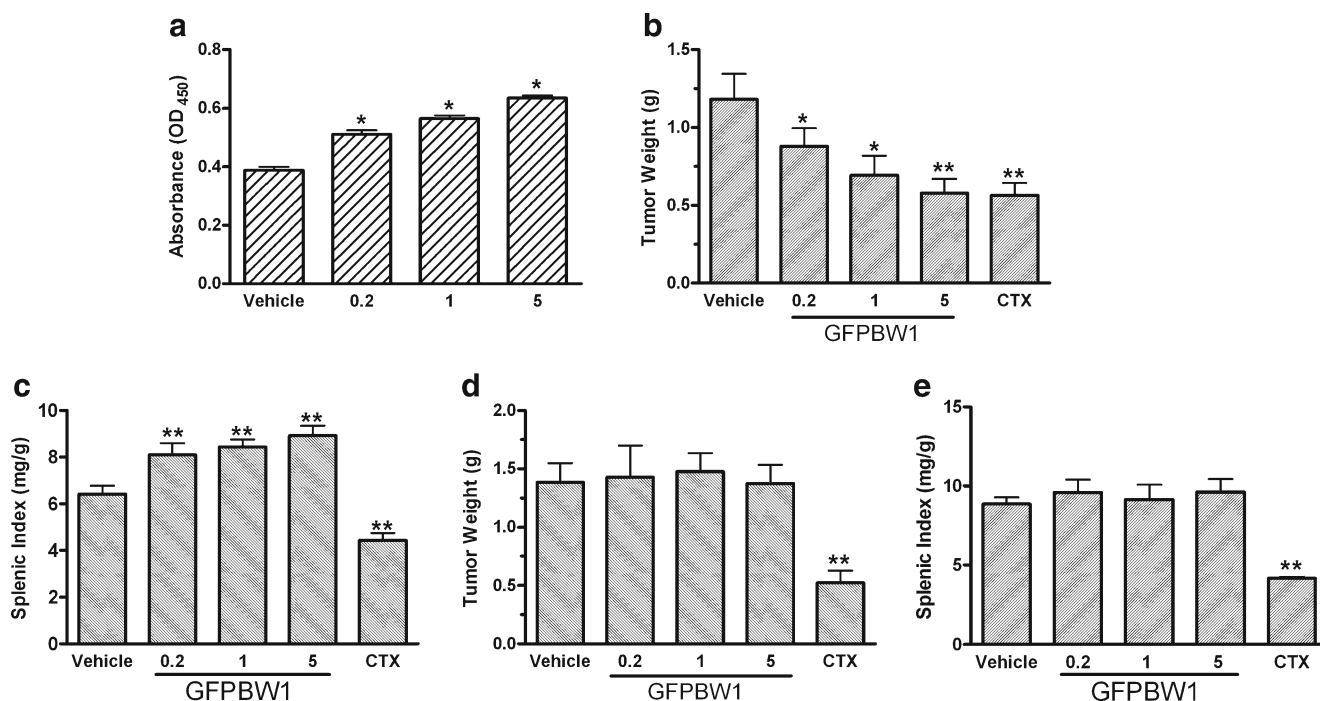 a
0.8
0.6
0.4
0.2
0.0
Absorbance (OD450)
*
*
*
Vehicle 0.2 1 5
b
1.5
1.0
0.5
0.0
Tumor Weight (g)
*
*
**
**
Vehicle 0.2 1 5 CTX
GFPBW1
c
10
8
6
4
2
0
Splenic Index (mg/g)
**
**
**
**
Vehicle 0.2 1 5 CTX
GFPBW1
d
2.0
1.5
1.0
0.5
0.0
Tumor Weight (g)
**
Vehicle 0.2 1 5 CTX
GFPBW1
e
15
10
5
0
Splenic Index (mg/g)
**
Vehicle 0.2 1 5 CTX
GFPBW1